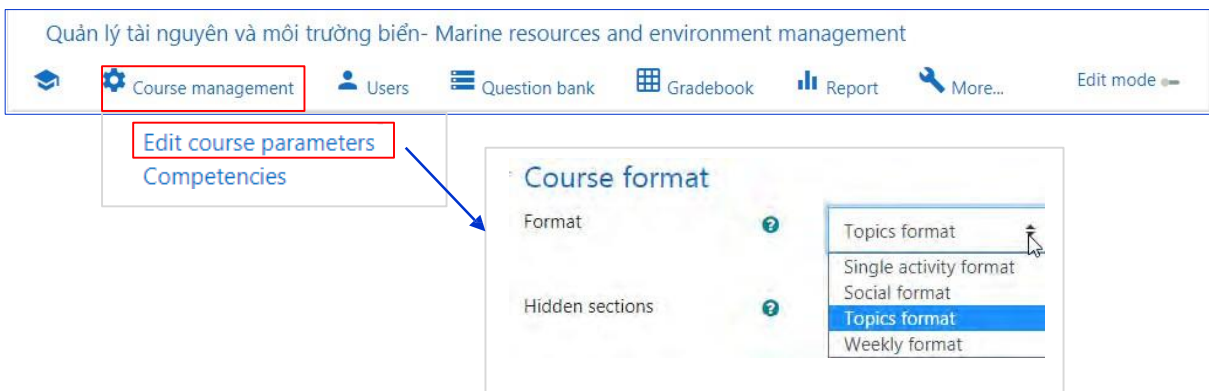 Quản lý tài nguyên và môi trường biển- Marine resources and environment management
Course management Users Question bank Gradebook Report More... Edit mode
Edit course parameters
Competencies
Course format
Format ? Topics format
Single activity format
Social format
Hidden sections ? Topics format
Weekly format